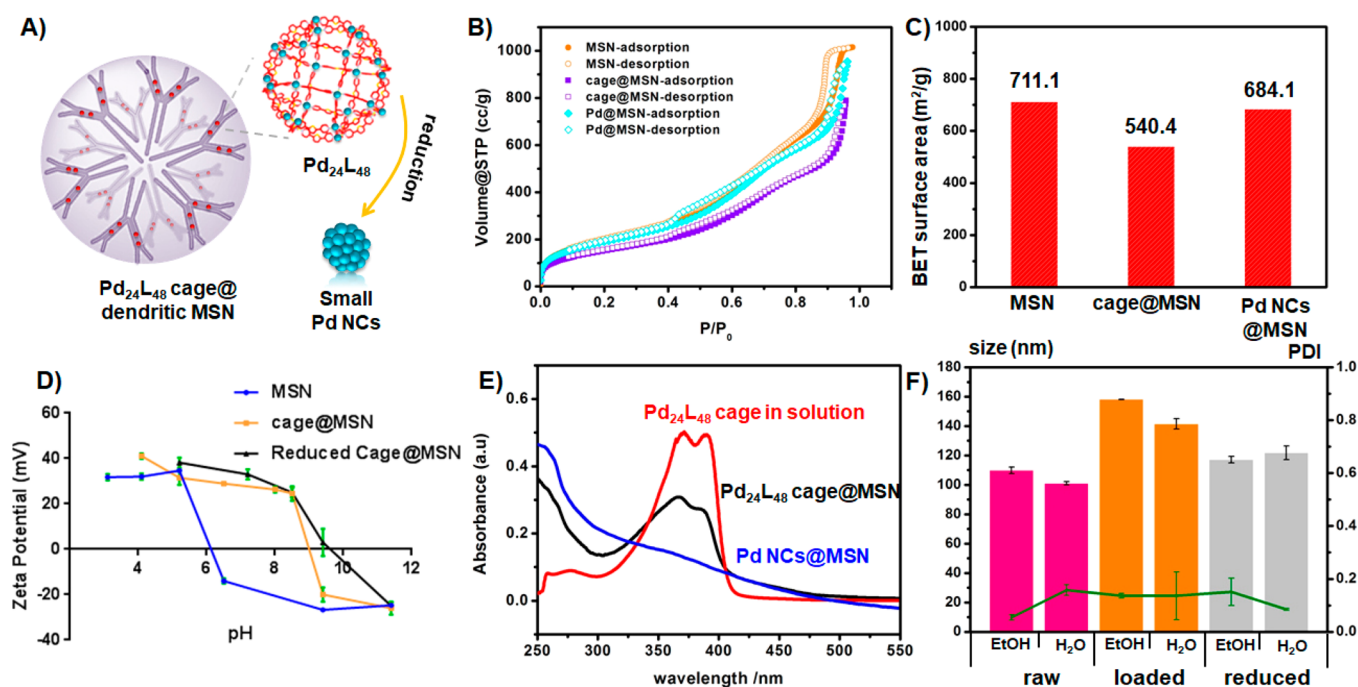 A)
Pd24L48
reduction
Pd24L48 cage@
dendritic MSN
Small
Pd NCs
B)
Volume@STP (cc/g)
1000
800
600
400
200
0
MSN-adsorption
MSN-desorption
cage@MSN-adsorption
cage@MSN-desorption
Pd@MSN-adsorption
Pd@MSN-desorption
0.0 0.2 0.4 0.6 0.8 1.0
P/P0
C)
BET surface area (m2/g)
1000
800
600
400
200
0
711.1
540.4
684.1
MSN
cage@MSN
Pd NCs
@MSN
D)
Zeta Potential (mV)
60
40
20
0
-20
-40
MSN
cage@MSN
Reduced Cage@MSN
4 6 8 10 12
pH
E)
Absorbance (a.u)
0.6
0.4
0.2
0.0
Pd24L48 cage in solution
Pd24L48 cage@MSN
Pd NCs@MSN
250 300 350 400 450 500 550
wavelength /nm
size (nm)
PDI
F)
180
160
140
120
100
80
60
40
20
0
1.0
0.8
0.6
0.4
0.2
0.0
EtOH H2O EtOH H2O EtOH H2O
raw loaded reduced